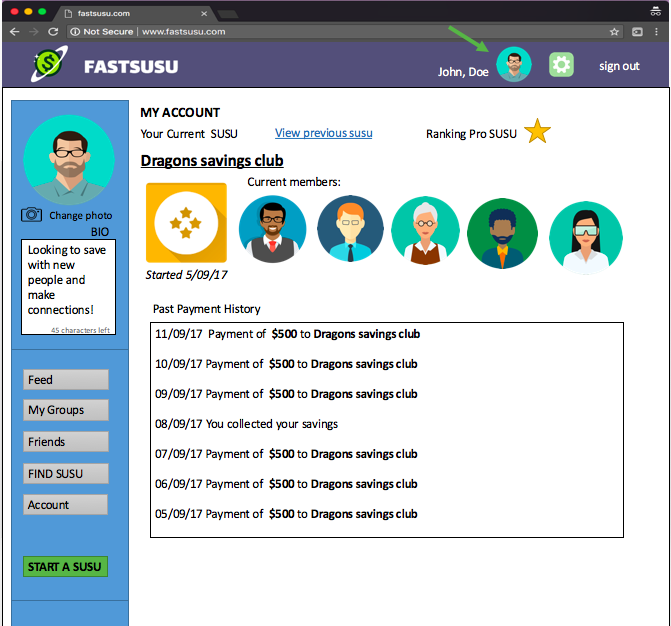 fastsusu.com
Not Secure | www.fastsusu.com
FASTSUSU
John, Doe
sign out
MY ACCOUNT
Your Current SUSU
View previous susu
Ranking Pro SUSU
Dragons savings club
Current members:
Started 5/09/17
Change photo
BIO
Looking to save
with new
people and
make
connections!
45 characters left
Past Payment History
11/09/17 Payment of $500 to Dragons savings club
10/09/17 Payment of $500 to Dragons savings club
09/09/17 Payment of $500 to Dragons savings club
08/09/17 You collected your savings
07/09/17 Payment of $500 to Dragons savings club
06/09/17 Payment of $500 to Dragons savings club
05/09/17 Payment of $500 to Dragons savings club
Feed
My Groups
Friends
FIND SUSU
Account
START A SUSU